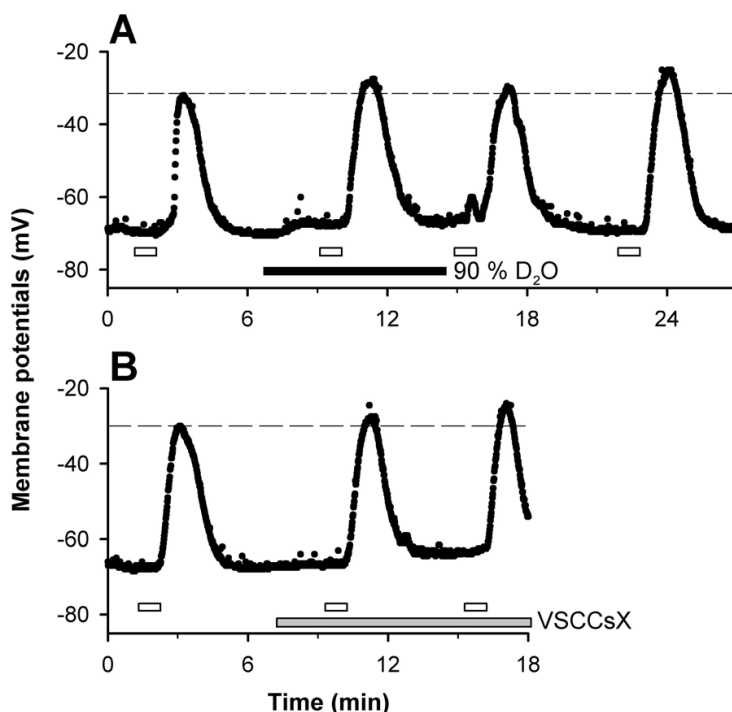 A
-20
-40
-60
-80
90 % D₂O
0 6 12 18 24
Membrane potentials (mV)
B
-20
-40
-60
-80
VSCCsX
0 6 12 18
Time (min)